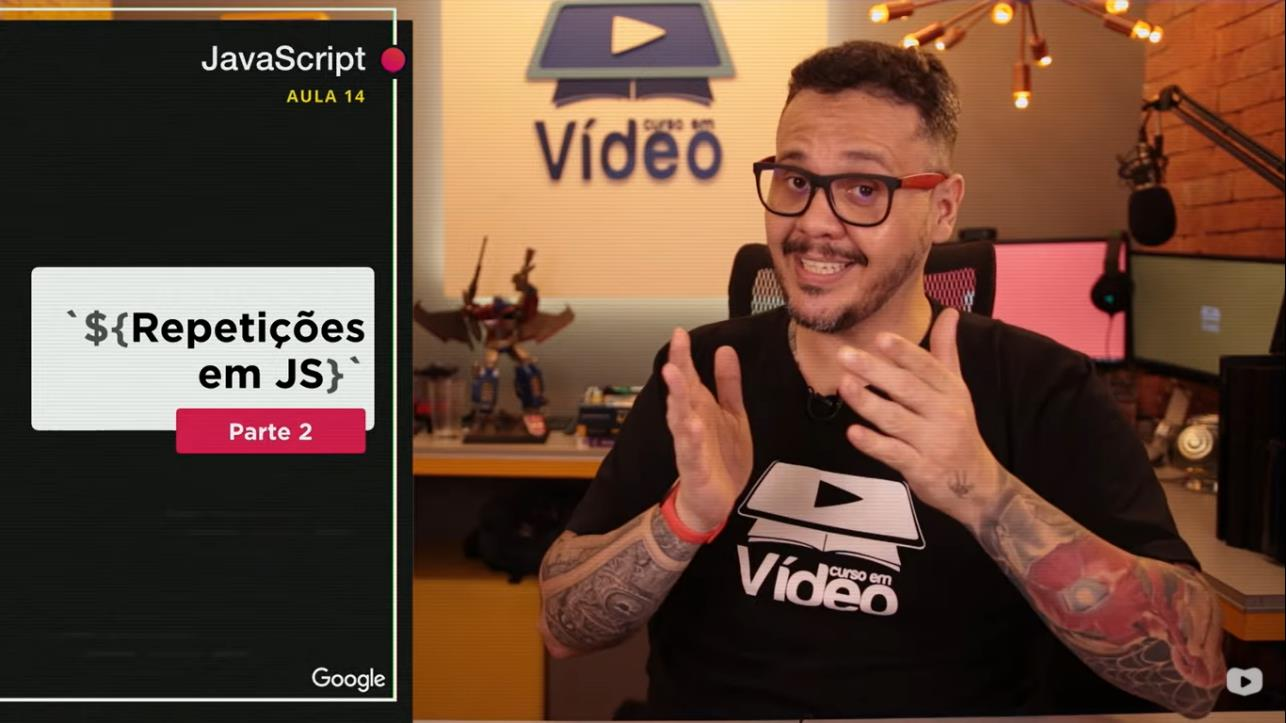 JavaScript
AULA 14
`${Repetições
em JS}`
Parte 2
Google
curso em
Vídeo
curso em
Vídeo